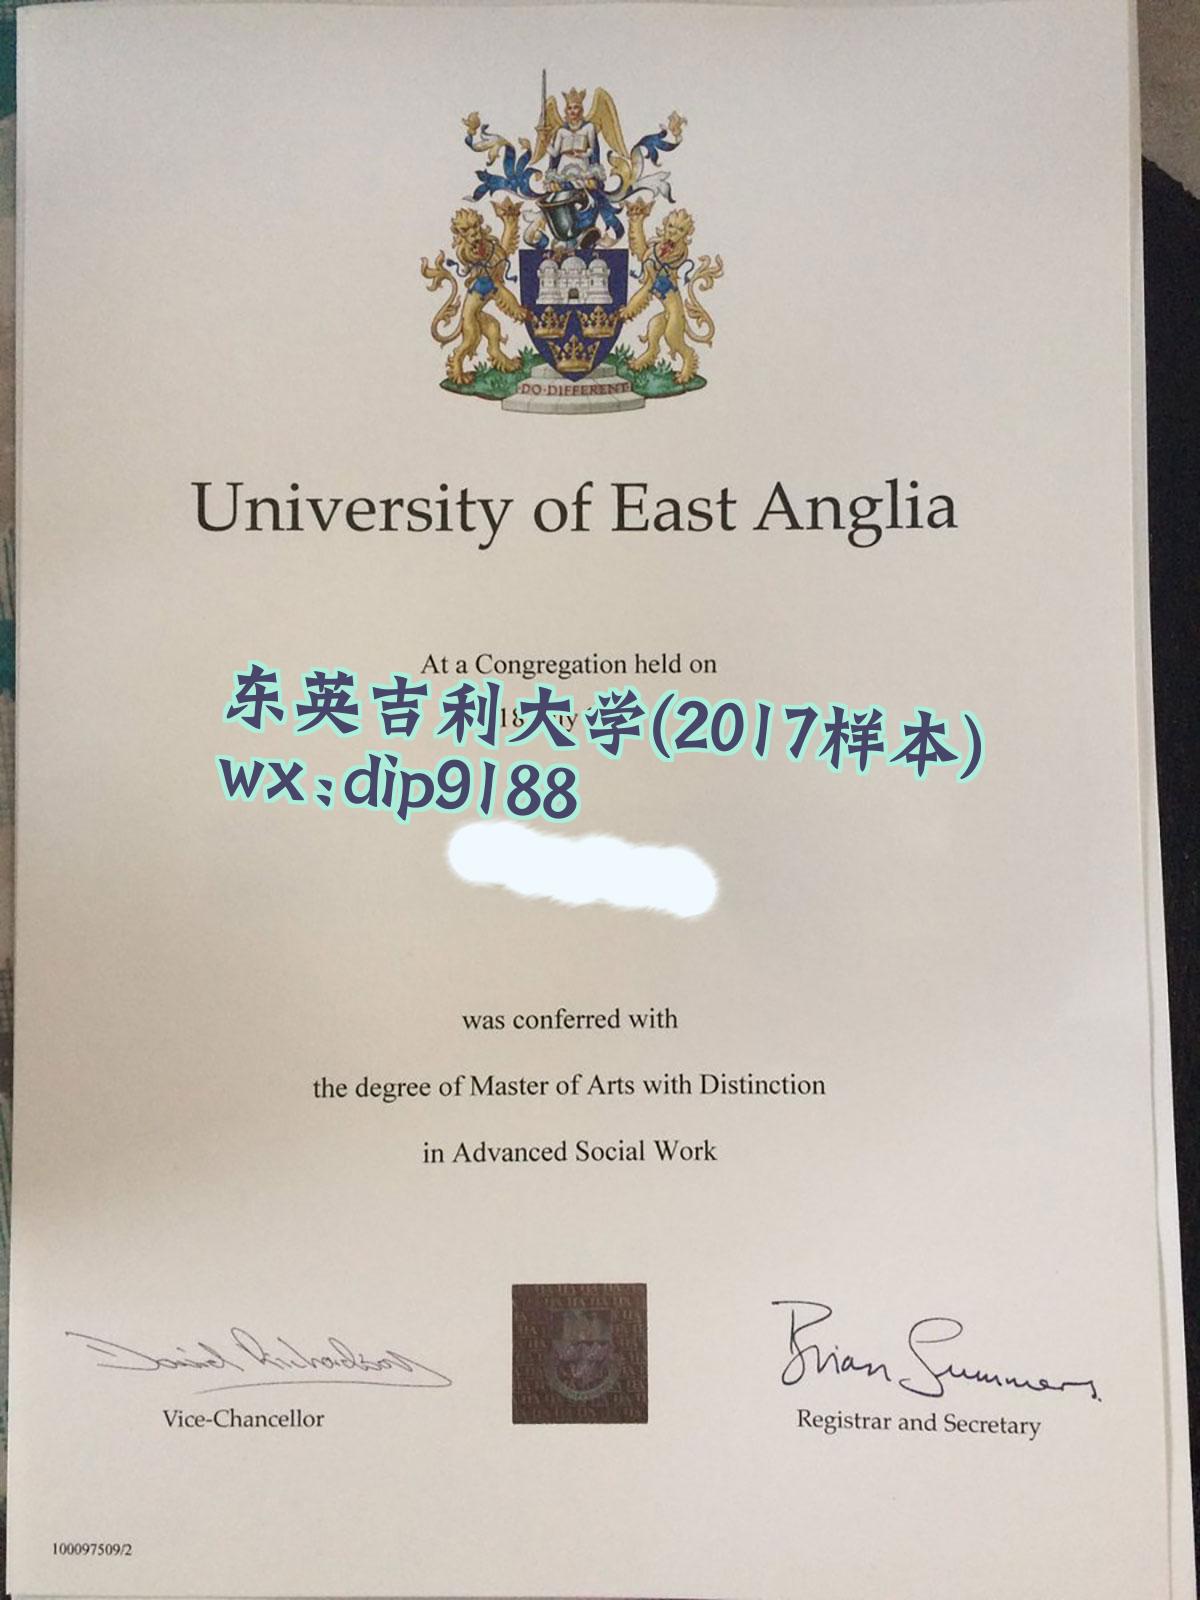 DO·DIFFERENT
University of East Anglia
At a Congregation held on
18
东英吉利大学(2017样本)
wx:dip9188
was conferred with
the degree of Master of Arts with Distinction
in Advanced Social Work
Daniel Richardson
Brian Summers
Vice-Chancellor
Registrar and Secretary
100097509/2